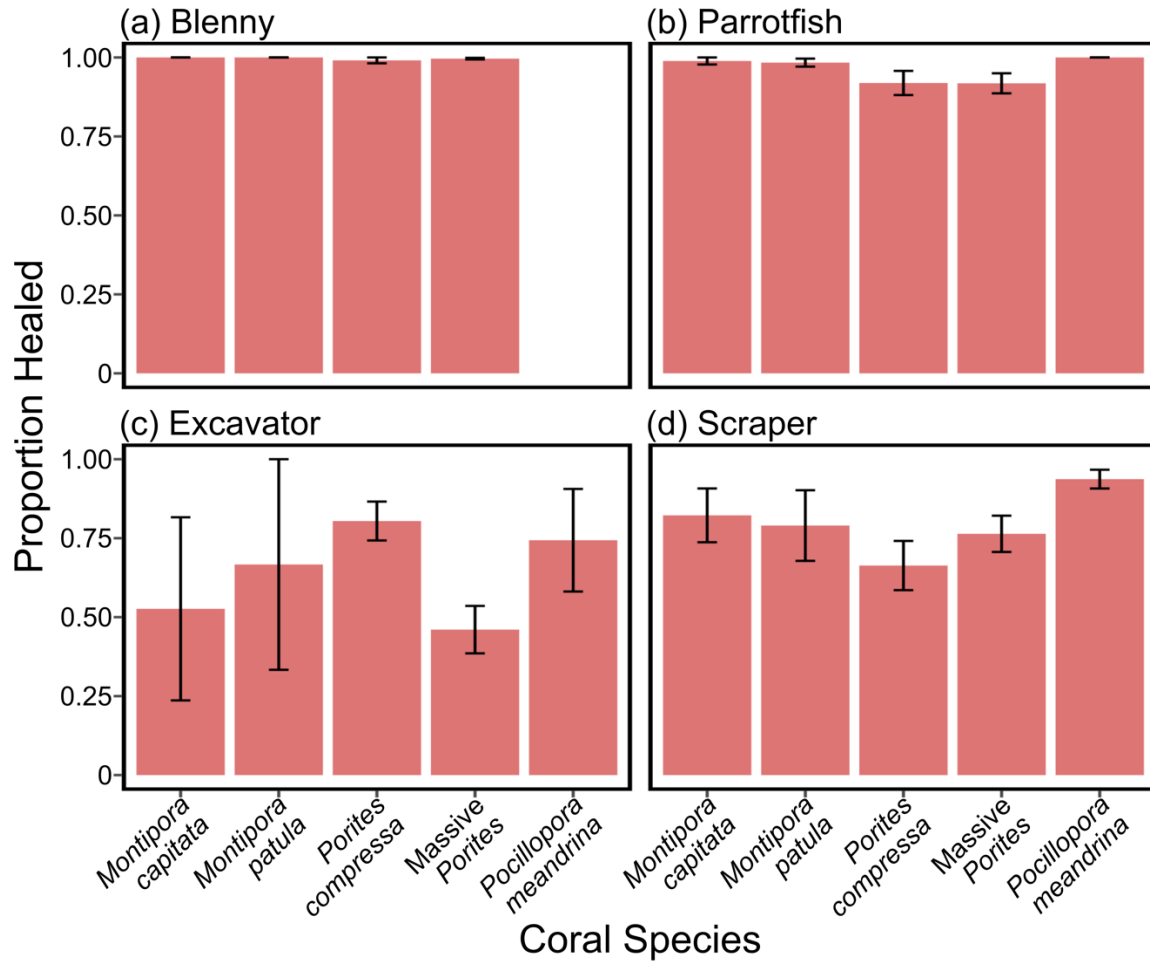 (a) Blenny
(b) Parrotfish
1.00
0.75
0.50
0.25
0
(c) Excavator
(d) Scraper
1.00
0.75
0.50
0.25
0
Proportion Healed
Montipora
capitata
Montipora
patula
Porites
compressa
Massive
Porites
Pocillopora
meandrina
Montipora
capitata
Montipora
patula
Porites
compressa
Massive
Porites
Pocillopora
meandrina
Coral Species